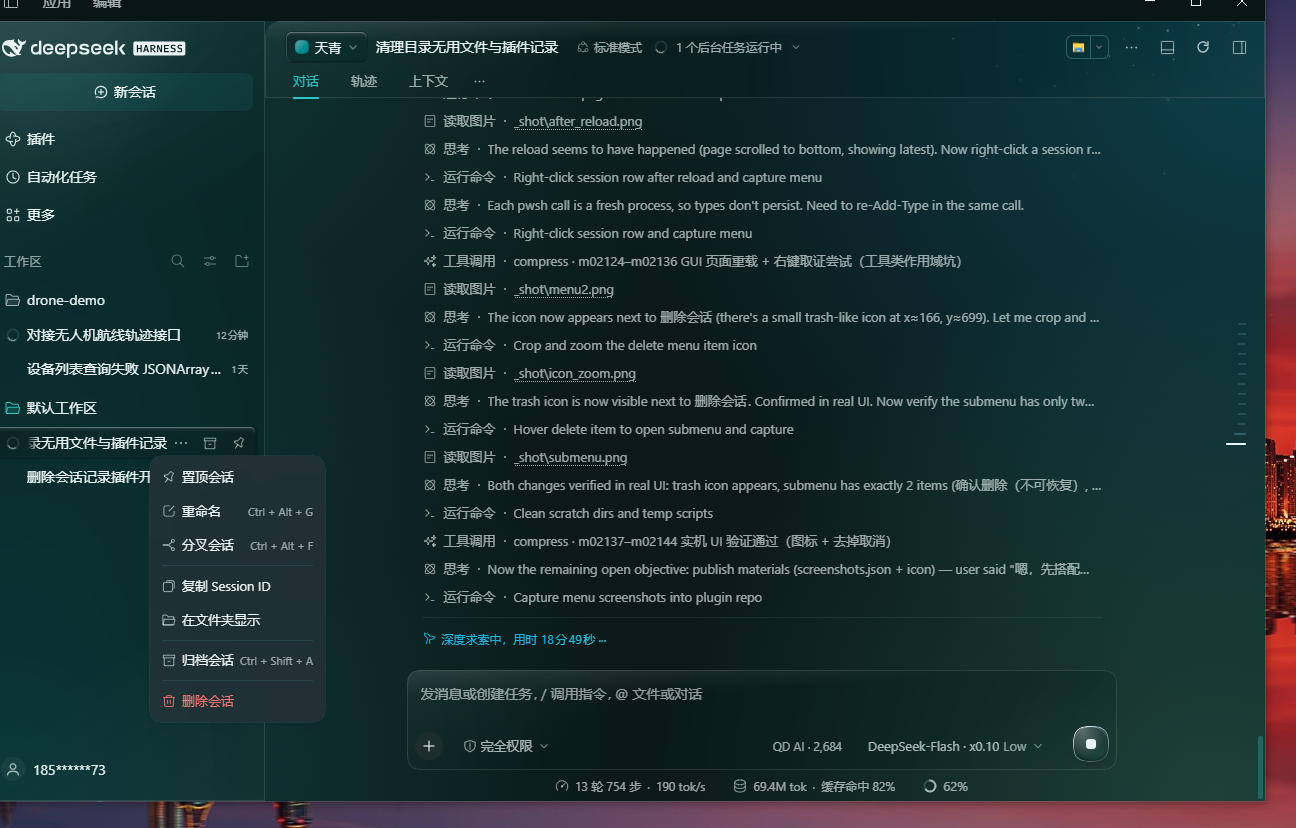 应用 编辑
deepseek HARNESS
新会话
插件
自动化任务
更多
工作区
drone-demo
对接无人机航线轨迹接口 12分钟
设备列表查询失败 JSONArray... 1天
默认工作区
录无用文件与插件记录 ...
删除会话记录插件开
置顶会话
重命名 Ctrl + Alt + G
分叉会话 Ctrl + Alt + F
复制 Session ID
在文件夹显示
归档会话 Ctrl + Shift + A
删除会话
185******73
天青 清理目录无用文件与插件记录 标准模式 1 个后台任务运行中 ...
对话 轨迹 上下文 ...
读取图片 · _shot\after_reload.png
思考 · The reload seems to have happened (page scrolled to bottom, showing latest). Now right-click a session r...
运行命令 · Right-click session row after reload and capture menu
思考 · Each pwsh call is a fresh process, so types don't persist. Need to re-Add-Type in the same call.
运行命令 · Right-click session row and capture menu
工具调用 · compress · m02124–m02136 GUI 页面重载 + 右键取证尝试（工具类作用域坑）
读取图片 · _shot\menu2.png
思考 · The icon now appears next to 删除会话 (there's a small trash-like icon at x≈166, y≈699). Let me crop and ...
运行命令 · Crop and zoom the delete menu item icon
读取图片 · _shot\icon_zoom.png
思考 · The trash icon is now visible next to 删除会话. Confirmed in real UI. Now verify the submenu has only tw...
运行命令 · Hover delete item to open submenu and capture
读取图片 · _shot\submenu.png
思考 · Both changes verified in real UI: trash icon appears, submenu has exactly 2 items (确认删除（不可恢复）, ...
运行命令 · Clean scratch dirs and temp scripts
工具调用 · compress · m02137–m02144 实机 UI 验证通过（图标 + 去掉取消）
思考 · Now the remaining open objective: publish materials (screenshots.json + icon) — user said "嗯，先搭配...
运行命令 · Capture menu screenshots into plugin repo
深度求索中，用时 18分49秒 ...
发消息或创建任务, / 调用指令, @ 文件或对话
+ 完全权限 QD AI · 2,684 DeepSeek-Flash · x0.10 Low
13 轮 754 步 · 190 tok/s 69.4M tok · 缓存命中 82% 62%